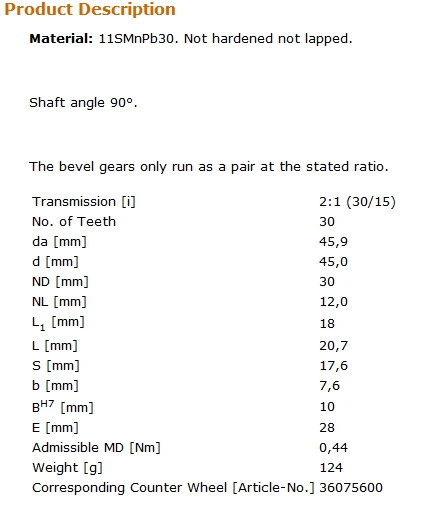 Product Description
Material: 11SMnPb30. Not hardened not lapped.
Shaft angle 90°.
The bevel gears only run as a pair at the stated ratio.
Transmission [i] 2:1 (30/15)
No. of Teeth 30
da [mm] 45,9
d [mm] 45,0
ND [mm] 30
NL [mm] 12,0
L₁ [mm] 18
L [mm] 20,7
S [mm] 17,6
b [mm] 7,6
Bᴴ⁷ [mm] 10
E [mm] 28
Admissible MD [Nm] 0,44
Weight [g] 124
Corresponding Counter Wheel [Article-No.] 36075600